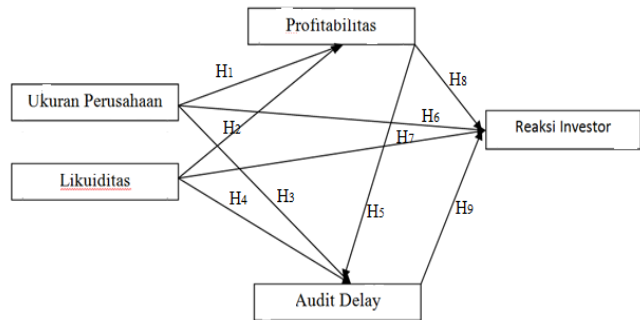 Profitabilitas
H1
H8
Ukuran Perusahaan
H2
H6
H7
Reaksi Investor
Likuiditas
H4
H3
H5
H9
Audit Delay